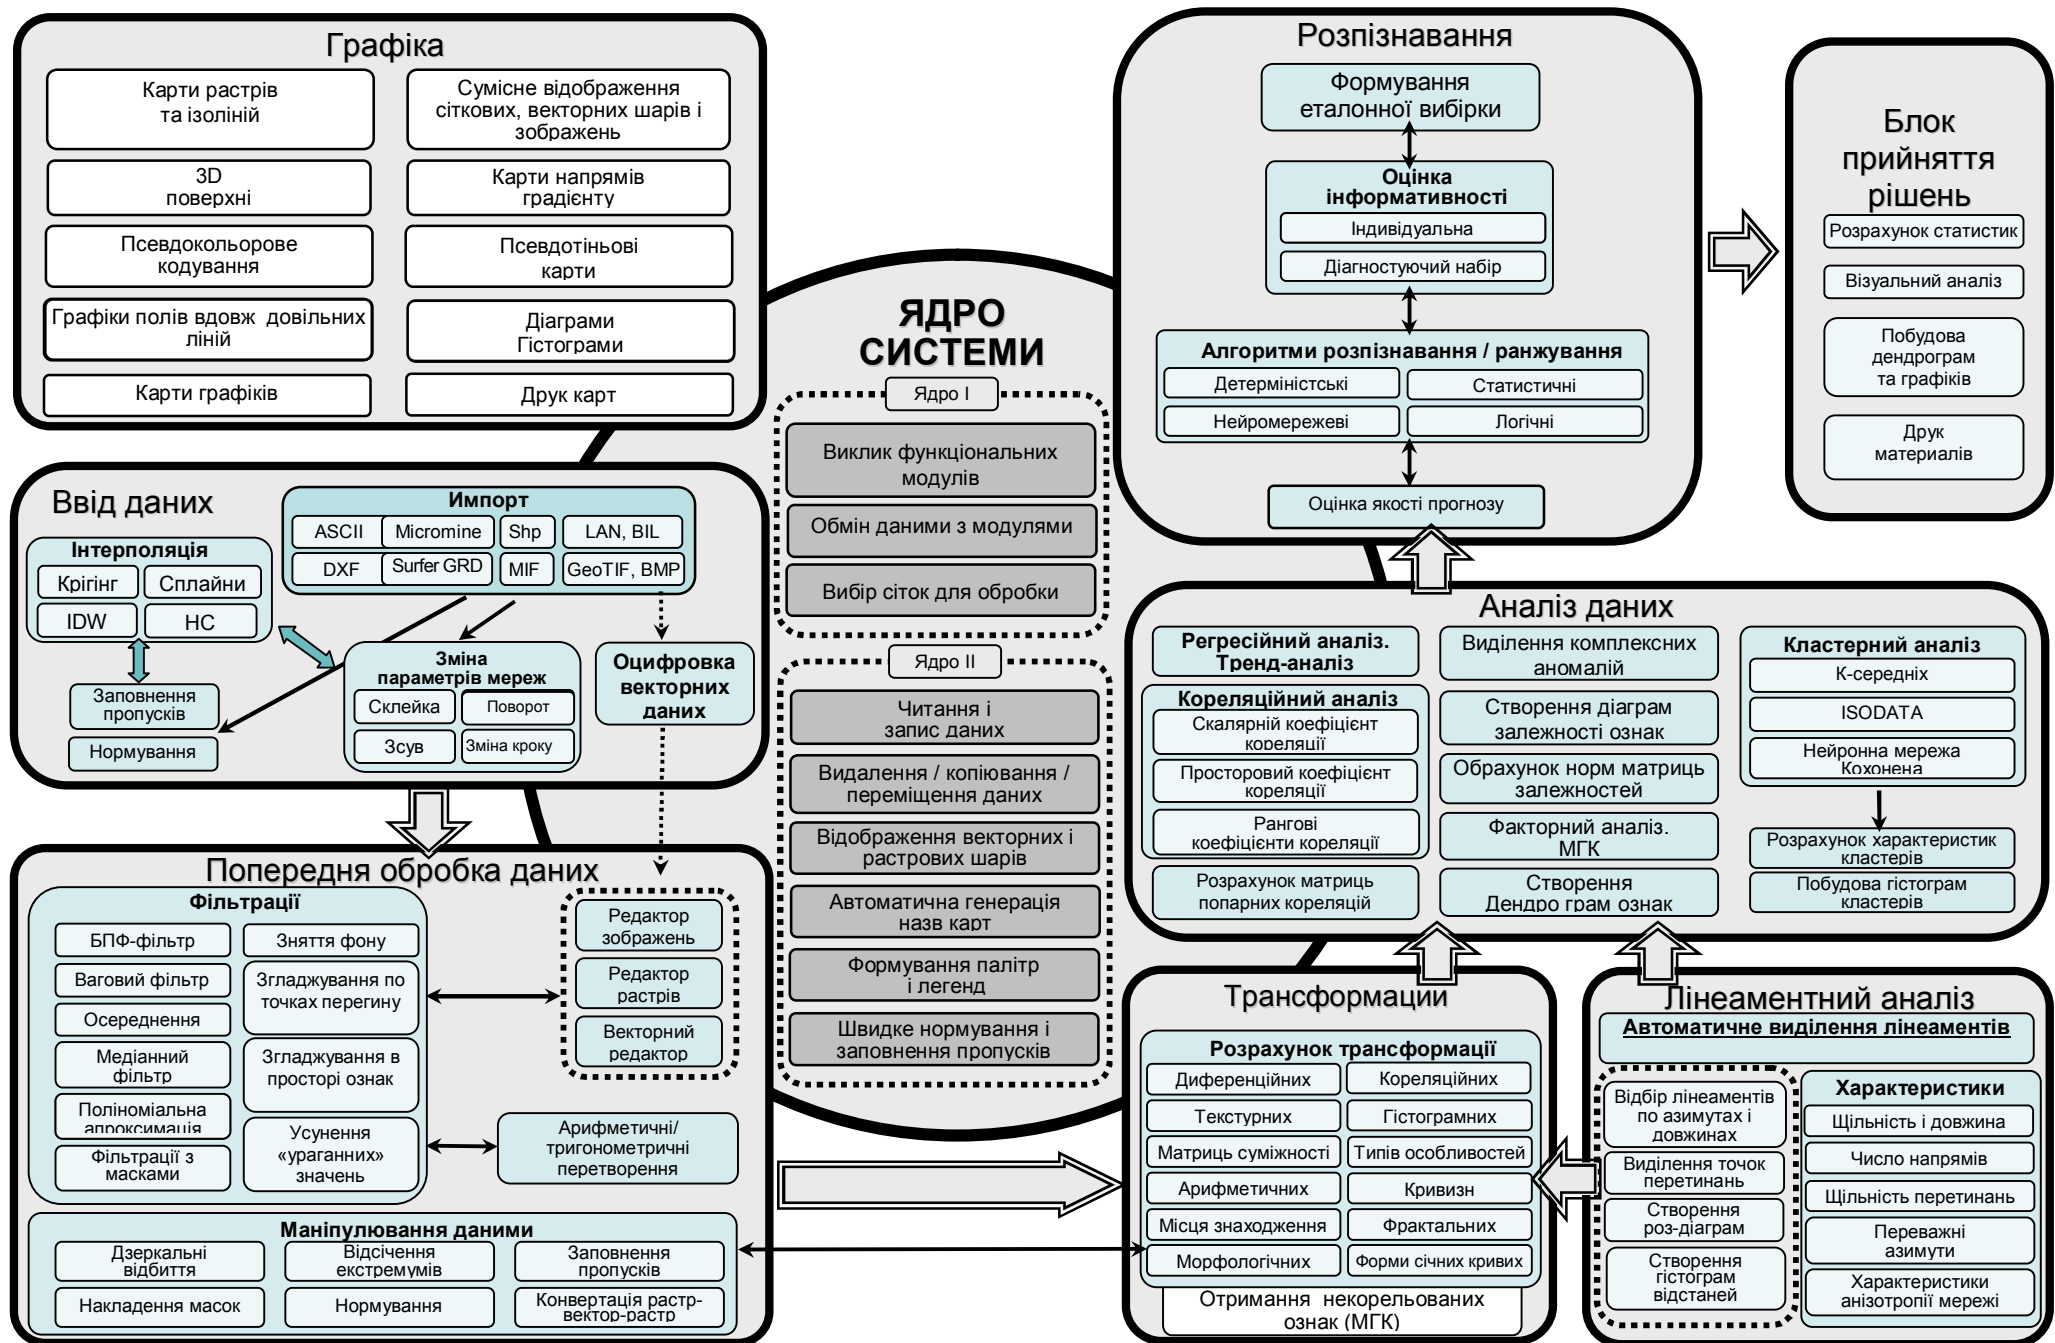 Графіка
Карти растрів
та ізоліній
Сумісне відображення
сіткових, векторних шарів і
зображень
3D
поверхні
Карти напрямів
градієнту
Псевдокольорове
кодування
Псевдотіньові
карти
Графіки полів вдовж довільних
ліній
Діаграми
Гістограми
Карти графіків
Друк карт
Ввід даних
Импорт
ASCII
Micromine
Shp
LAN, BIL
DXF
Surfer GRD
MIF
GeoTIF, BMP
Інтерполяція
Крігінг
Сплайни
IDW
НС
Заповнення
пропусків
Нормування
Зміна
параметрів мереж
Склейка
Поворот
Зсув
Зміна кроку
Оцифровка
векторних
даних
Попередня обробка даних
Фільтрації
БПФ-фільтр
Зняття фону
Ваговий фільтр
Згладжування по
точках перегину
Осереднення
Медіанний
фільтр
Згладжування в
просторі ознак
Поліноміальна
апроксимація
Усунення
«ураганних»
значень
Фільтрації з
масками
Редактор
зображень
Редактор
растрів
Векторний
редактор
Арифметичні/
тригонометричні
перетворення
Маніпулювання даними
Дзеркальні
відбиття
Відсічення
екстремумів
Заповнення
пропусків
Накладення масок
Нормування
Конвертація растр-
вектор-растр
ЯДРО
СИСТЕМИ
Ядро I
Виклик функціональних
модулів
Обмін даними з модулями
Вибір сіток для обробки
Ядро II
Читання і
запис даних
Видалення / копіювання /
переміщення даних
Відображення векторних і
растрових шарів
Автоматична генерація
назв карт
Формування палітр
і легенд
Швидке нормування і
заповнення пропусків
Розпізнавання
Формування
еталонної вибірки
Оцінка
інформативності
Індивідуальна
Діагностуючий набір
Алгоритми розпізнавання / ранжування
Детерміністські
Статистичні
Нейромережеві
Логічні
Оцінка якості прогнозу
Блок
прийняття
рішень
Розрахунок статистик
Візуальний аналіз
Побудова
дендрограм
та графіків
Друк
материалів
Аналіз даних
Регресійний аналіз.
Тренд-аналіз
Кореляційний аналіз
Скалярній коефіцієнт
кореляції
Просторовий коефіцієнт
кореляції
Рангові
коефіцієнти кореляції
Розрахунок матриць
попарних кореляцій
Виділення комплексних
аномалій
Створення діаграм
залежності ознак
Обрахунок норм матриць
залежностей
Факторний аналіз.
МГК
Створення
Дендро грам ознак
Кластерний аналіз
К-середніх
ISODATA
Нейронна мережа
Кохонена
Розрахунок характеристик
кластерів
Побудова гістограм
кластерів
Трансформации
Розрахунок трансформації
Диференційних
Кореляційних
Текстурних
Гістограмних
Матриць суміжності
Типів особливостей
Арифметичних
Кривизн
Місця знаходження
Фрактальних
Морфологічних
Форми січних кривих
Отримання некорельованих
ознак (МГК)
Лінеаментний аналіз
Автоматичне виділення лінеаментів
Відбір лінеаментів
по азимутах і
довжинах
Виділення точок
перетинань
Створення
роз-діаграм
Створення
гістограм
відстаней
Характеристики
Щільність і довжина
Число напрямів
Щільність перетинань
Переважні
азимути
Характеристики
анізотропії мережі